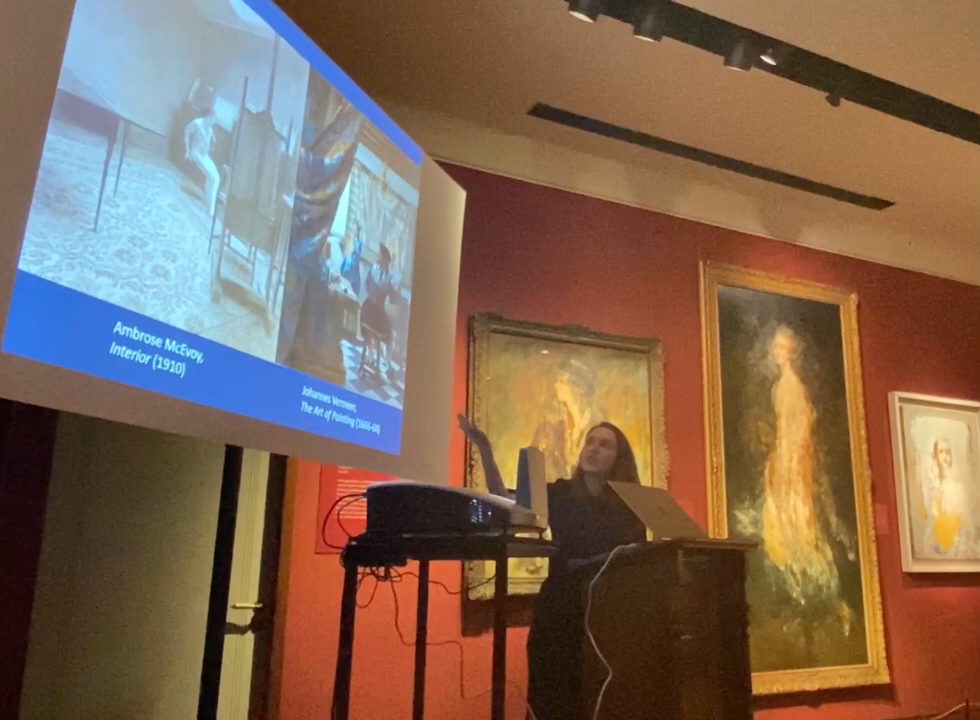 Ambrose McEvoy,
Interior (1910)
Johannes Vermeer,
The Art of Painting (1666-68)